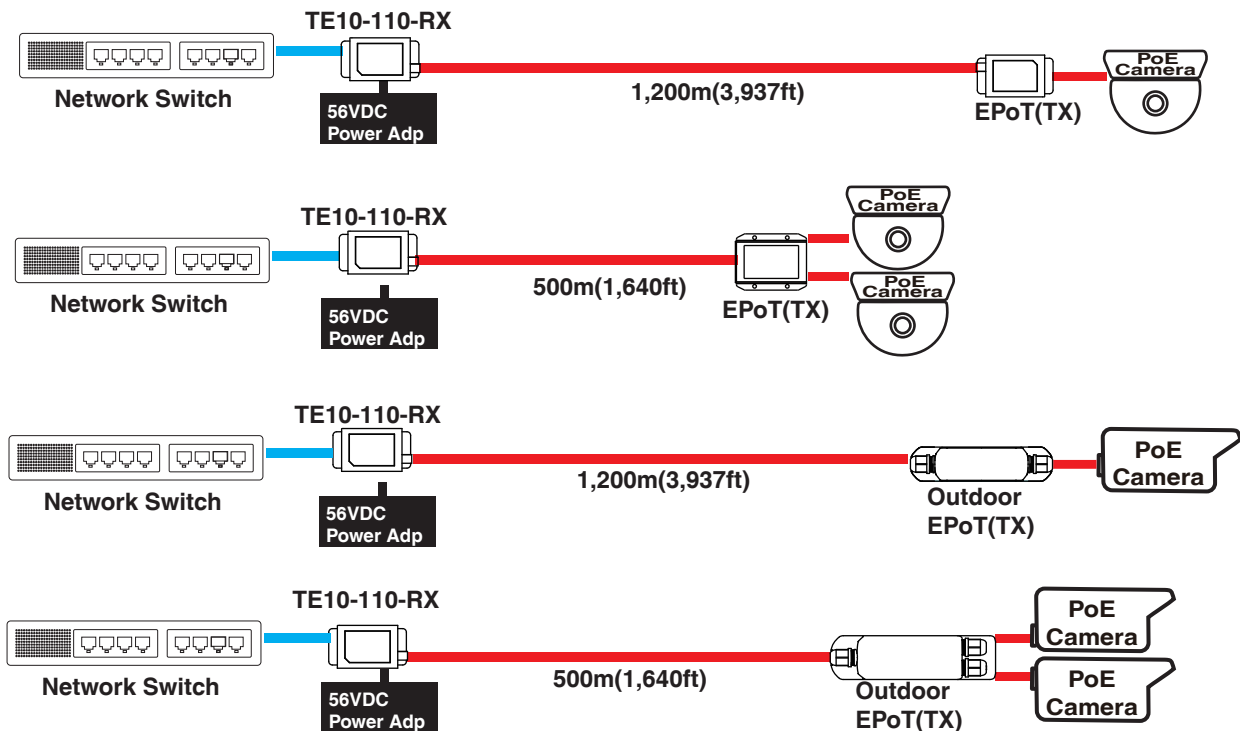 TE10-110-RX
PoE
Camera
1,200m(3,937ft)
EPoT(TX)
Network Switch
56VDC
Power Adp
TE10-110-RX
PoE
Camera
PoE
Camera
500m(1,640ft)
EPoT(TX)
Network Switch
56VDC
Power Adp
TE10-110-RX
PoE
Camera
1,200m(3,937ft)
Outdoor
EPoT(TX)
Network Switch
56VDC
Power Adp
TE10-110-RX
PoE
Camera
PoE
Camera
500m(1,640ft)
Outdoor
EPoT(TX)
Network Switch
56VDC
Power Adp